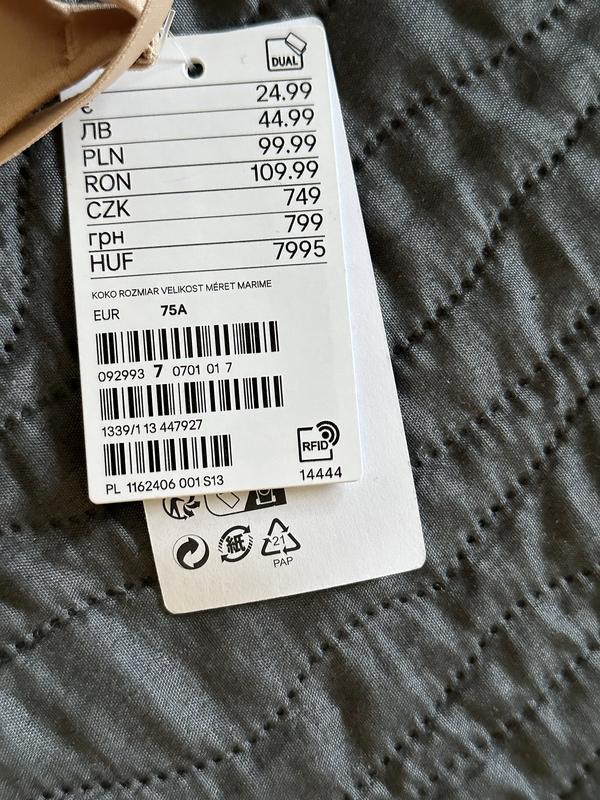 DUAL
€ 24.99
ЛВ 44.99
PLN 99.99
RON 109.99
CZK 749
грн 799
HUF 7995
KOKO ROZMIAR VELIKOST MÉRET MARIME
EUR 75A
092993 7 0701 01 7
1339/1 13 447927
RFID
PL 1162406 001 S13 14444
紙
21
PAP